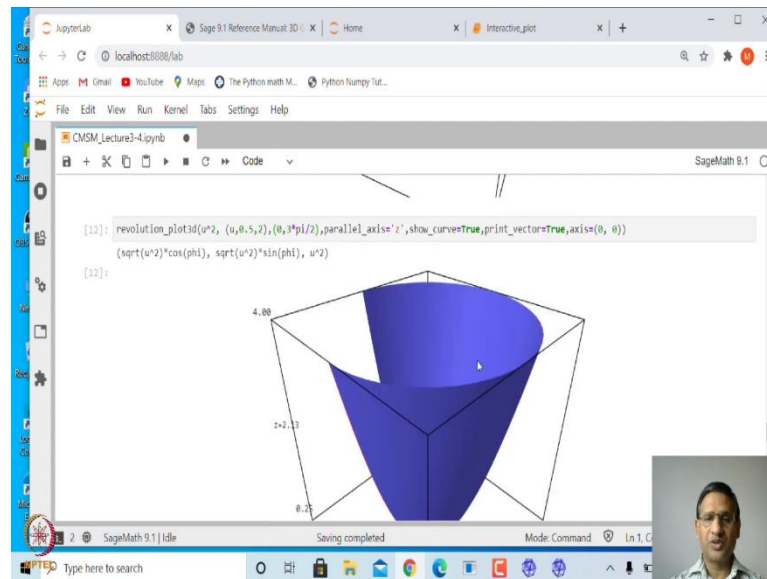 JupyterLab
Sage 9.1 Reference Manual: 3D
Home
Interactive_plot
localhost:8888/lab
Apps Gmail YouTube Maps The Python math M... Python Numpy Tut...
File Edit View Run Kernel Tabs Settings Help
CMSM_Lecture3-4.ipynb
Code
SageMath 9.1
[12]: revolution_plot3d(u^2, (u,0.5,2),(0,3*pi/2),parallel_axis='z',show_curve=True,print_vector=True,axis=(0, 0))
(sqrt(u^2)*cos(phi), sqrt(u^2)*sin(phi), u^2)
[12]:
4.00
z=2.13
0.25
2 SageMath 9.1 | Idle Saving completed Mode: Command Ln 1,
NPTEL
Type here to search